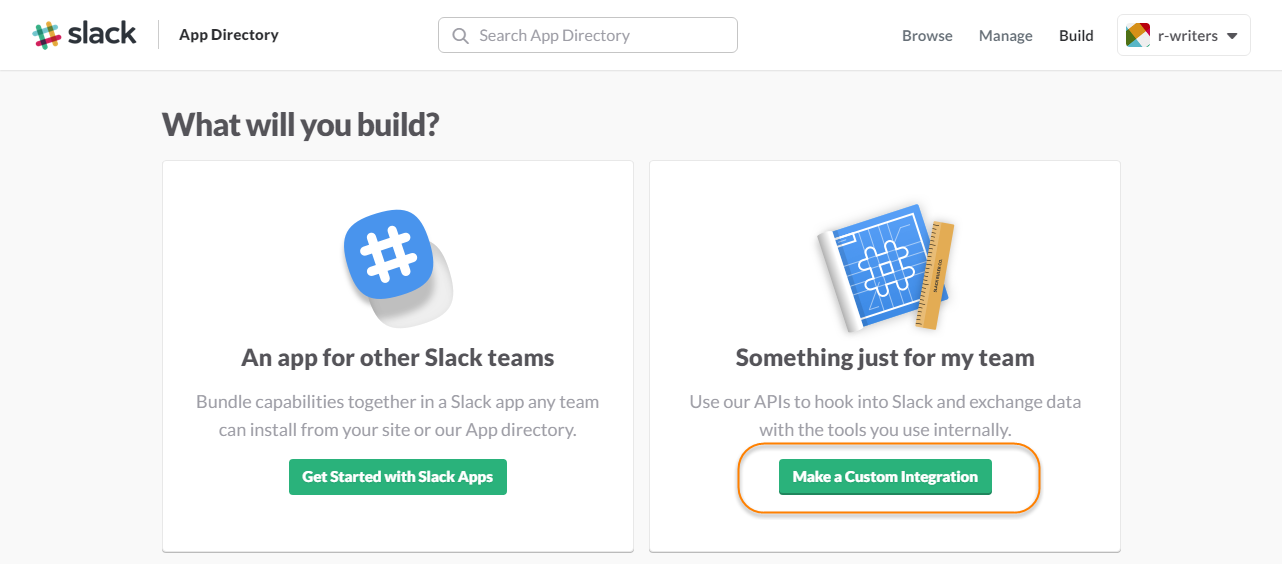 slack
App Directory
Search App Directory
Browse
Manage
Build
r-writers
What will you build?
An app for other Slack teams
Bundle capabilities together in a Slack app any team
can install from your site or our App directory.
Get Started with Slack Apps
Something just for my team
Use our APIs to hook into Slack and exchange data
with the tools you use internally.
Make a Custom Integration